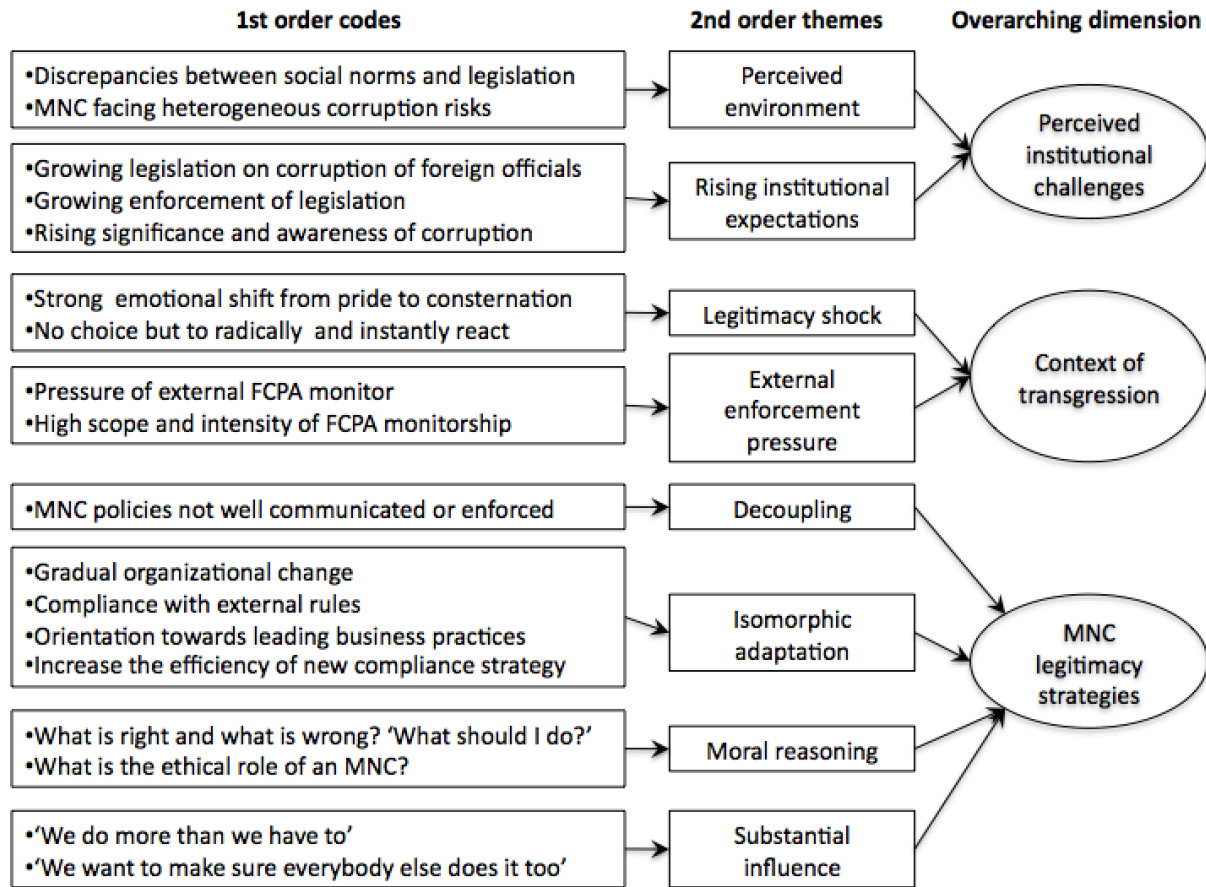 1st order codes
2nd order themes
Overarching dimension
•Discrepancies between social norms and legislation
•MNC facing heterogeneous corruption risks
Perceived
environment
•Growing legislation on corruption of foreign officials
•Growing enforcement of legislation
•Rising significance and awareness of corruption
Rising institutional
expectations
Perceived
institutional
challenges
•Strong emotional shift from pride to consternation
•No choice but to radically and instantly react
Legitimacy shock
•Pressure of external FCPA monitor
•High scope and intensity of FCPA monitorship
External
enforcement
pressure
Context of
transgression
•MNC policies not well communicated or enforced
Decoupling
•Gradual organizational change
•Compliance with external rules
•Orientation towards leading business practices
•Increase the efficiency of new compliance strategy
Isomorphic
adaptation
•What is right and what is wrong? ‘What should I do?’
•What is the ethical role of an MNC?
Moral reasoning
•‘We do more than we have to’
•‘We want to make sure everybody else does it too’
Substantial
influence
MNC
legitimacy
strategies